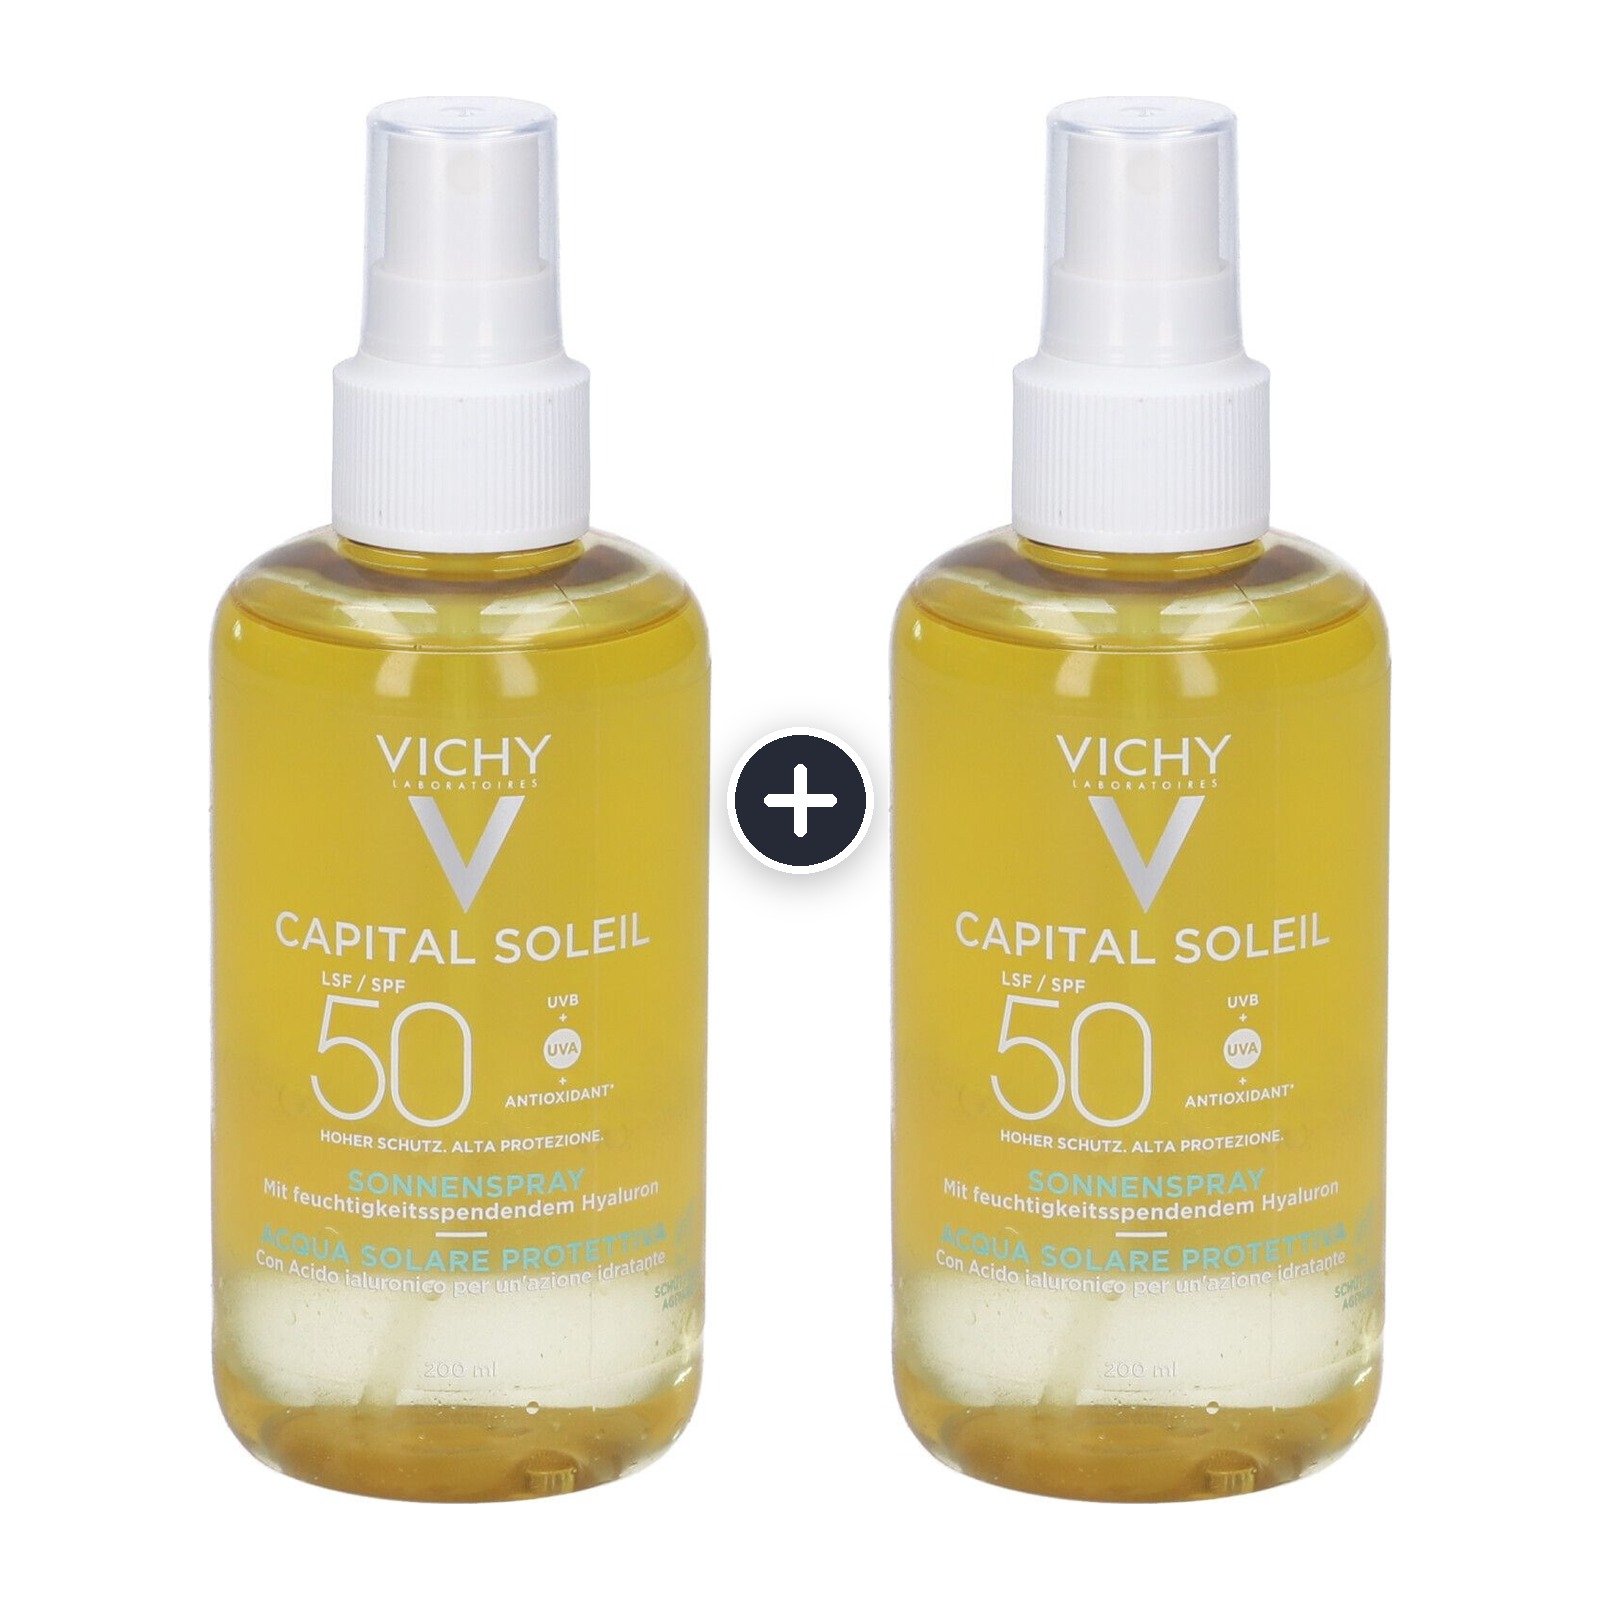 VICHY
LABORATOIRES
CAPITAL SOLEIL
LSF / SPF
50
UVB
+
UVA
+
ANTIOXIDANT*
HOHER SCHUTZ. ALTA PROTEZIONE.
SONNENSPRAY
Mit feuchtigkeitsspendendem Hyaluron
ACQUA SOLARE PROTETTIVA
Con Acido ialuronico per un'azione idratante
200 ml
VICHY
LABORATOIRES
CAPITAL SOLEIL
LSF / SPF
50
UVB
+
UVA
+
ANTIOXIDANT*
HOHER SCHUTZ. ALTA PROTEZIONE.
SONNENSPRAY
Mit feuchtigkeitsspendendem Hyaluron
ACQUA SOLARE PROTETTIVA
Con Acido ialuronico per un'azione idratante
200 ml